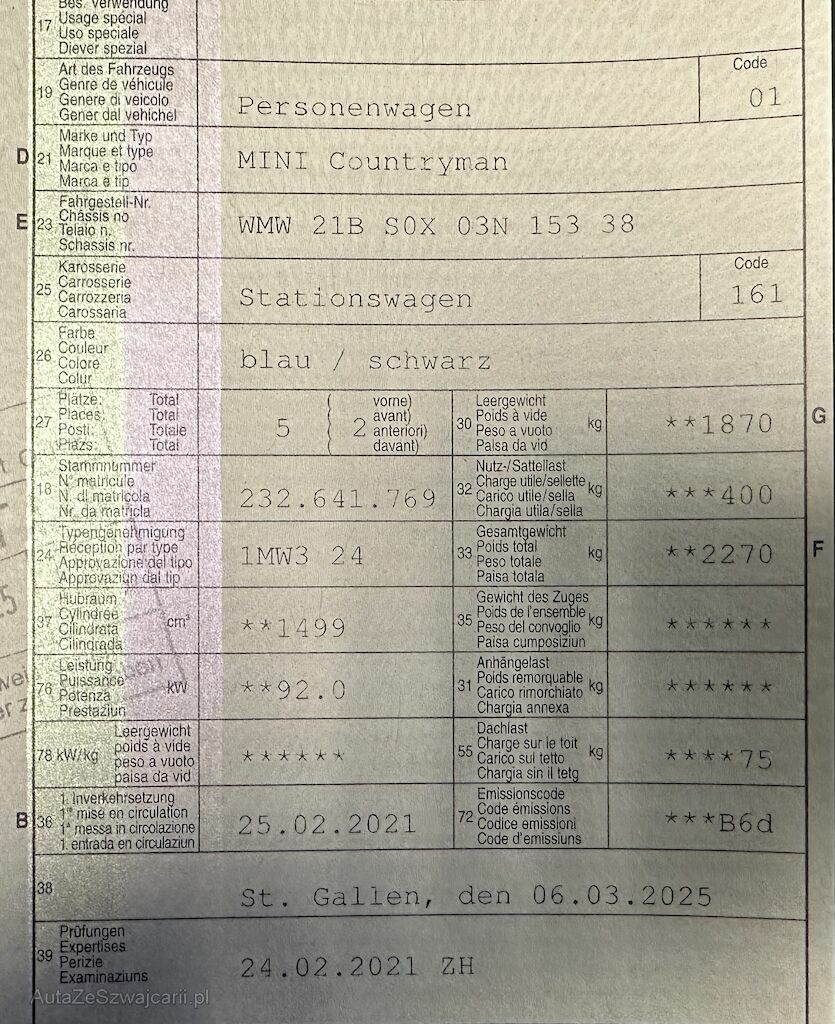 Bes. Verwendung
17 Usage spécial
Uso speciale
Diever spezial
19 Art des Fahrzeugs
Genre de véhicule
Genere di veicolo
Gener dal vehichel
Personenwagen
Code
01
D 21 Marke und Typ
Marque et type
Marca e tipo
Marca e tip
MINI Countryman
E 23 Fahrgestell-Nr.
Châssis no
Telaio n.
Schassis nr.
WMW 21B S0X 03N 153 38
25 Karosserie
Carrosserie
Carrozzeria
Carossaria
Stationswagen
Code
161
26 Farbe
Couleur
Colore
Colur
blau / schwarz
27 Plätze: Total
Places: Total
Posti: Totale
Plazs: Total
5 ( 2 vorne)
avant)
anteriori)
davant)
30 Leergewicht
Poids à vide
Peso a vuoto
Paisa da vid
kg
**1870
G
18 Stammnummer
N° matricule
N. di matricola
Nr. da matricla
232.641.769
32 Nutz-/Sattellast
Charge utile/sellette
Carico utile/sella
Chargia utila/sella
kg
***400
24 Typengenehmigung
Réception par type
Approvazione del tipo
Approvaziun dal tip
1MW3 24
33 Gesamtgewicht
Poids total
Peso totale
Paisa totala
kg
**2270
F
37 Hubraum
Cylindrée
Cilindrata
Cilindrada
cm³
**1499
35 Gewicht des Zuges
Poids de l'ensemble
Peso del convoglio
Paisa cumposiziun
kg
******
76 Leistung
Puissance
Potenza
Prestaziun
kW
**92.0
31 Anhängelast
Poids remorquable
Carico rimorchiato
Chargia annexa
kg
******
78 kW/kg Leergewicht
poids à vide
peso a vuoto
paisa da vid
******
55 Dachlast
Charge sur le toit
Carico sul tetto
Chargia sin il tetg
kg
****75
B 36 1. Inverkehrsetzung
1re mise en circulation
1a messa in circolazione
1. entrada en circulaziun
25.02.2021
72 Emissionscode
Code émissions
Codice emissioni
Code d'emissiuns
***B6d
38
St. Gallen, den 06.03.2025
39 Prüfungen
Expertises
Perizie
Examinaziuns
24.02.2021 ZH
AutaZeSzwajcarii.pl